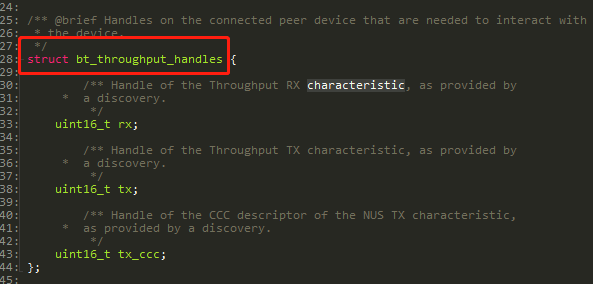 24:
25: /** @brief Handles on the connected peer device that are needed to interact with
26: * the device.
27: */
28: struct bt_throughput_handles {
29:
30: /** Handle of the Throughput RX characteristic, as provided by
31: * a discovery.
32: */
33: uint16_t rx;
34:
35: /** Handle of the Throughput TX characteristic, as provided by
36: * a discovery.
37: */
38: uint16_t tx;
39:
40: /** Handle of the CCC descriptor of the NUS TX characteristic,
41: * as provided by a discovery.
42: */
43: uint16_t tx_ccc;
44: };
45: